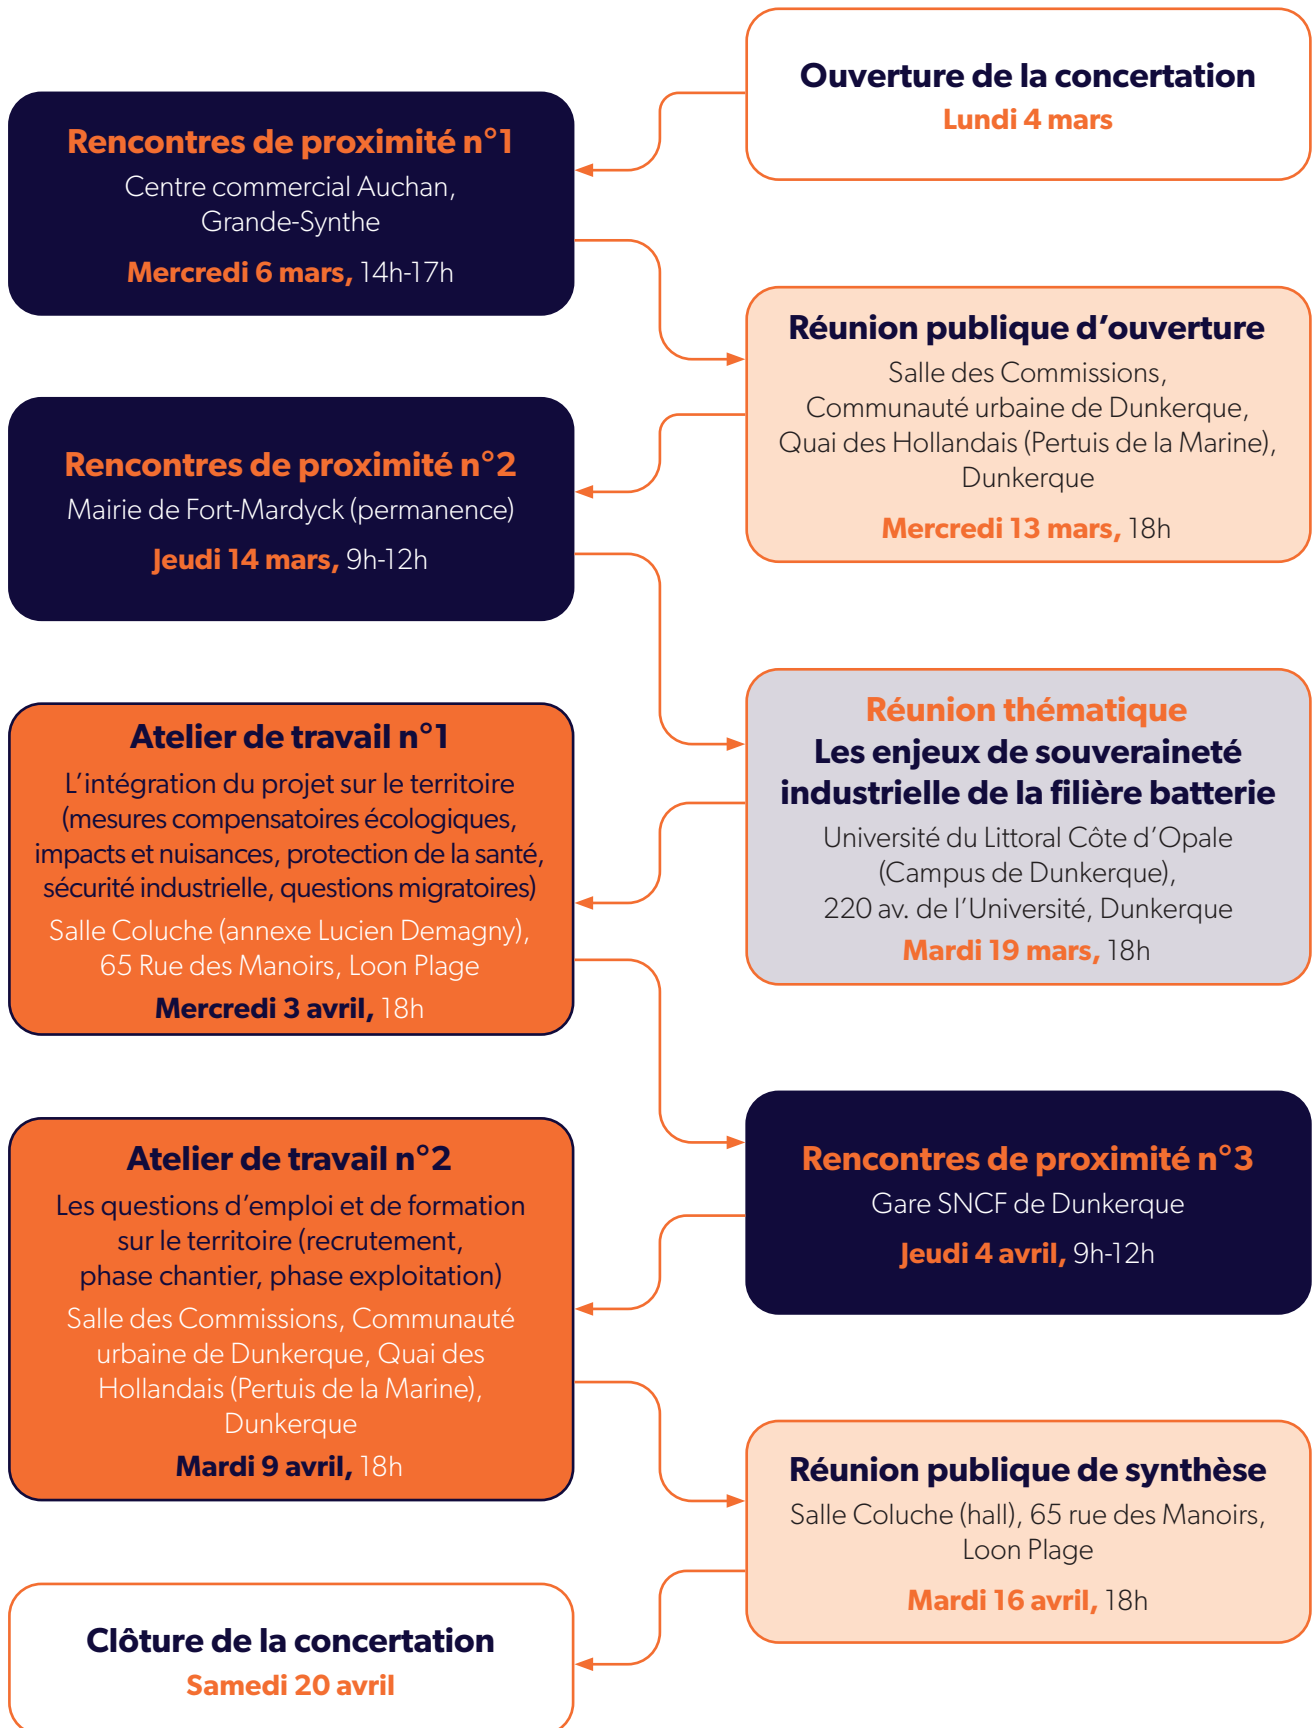 Ouverture de la concertation
Lundi 4 mars
Rencontres de proximité n°1
Centre commercial Auchan,
Grande-Synthe
Mercredi 6 mars, 14h-17h
Réunion publique d’ouverture
Salle des Commissions,
Communauté urbaine de Dunkerque,
Quai des Hollandais (Pertuis de la Marine),
Dunkerque
Mercredi 13 mars, 18h
Rencontres de proximité n°2
Mairie de Fort-Mardyck (permanence)
Jeudi 14 mars, 9h-12h
Réunion thématique
Les enjeux de souveraineté
industrielle de la filière batterie
Université du Littoral Côte d’Opale
(Campus de Dunkerque),
220 av. de l’Université, Dunkerque
Mardi 19 mars, 18h
Atelier de travail n°1
L’intégration du projet sur le territoire
(mesures compensatoires écologiques,
impacts et nuisances, protection de la santé,
sécurité industrielle, questions migratoires)
Salle Coluche (annexe Lucien Demagny),
65 Rue des Manoirs, Loon Plage
Mercredi 3 avril, 18h
Rencontres de proximité n°3
Gare SNCF de Dunkerque
Jeudi 4 avril, 9h-12h
Atelier de travail n°2
Les questions d’emploi et de formation
sur le territoire (recrutement,
phase chantier, phase exploitation)
Salle des Commissions, Communauté
urbaine de Dunkerque, Quai des
Hollandais (Pertuis de la Marine),
Dunkerque
Mardi 9 avril, 18h
Réunion publique de synthèse
Salle Coluche (hall), 65 rue des Manoirs,
Loon Plage
Mardi 16 avril, 18h
Clôture de la concertation
Samedi 20 avril